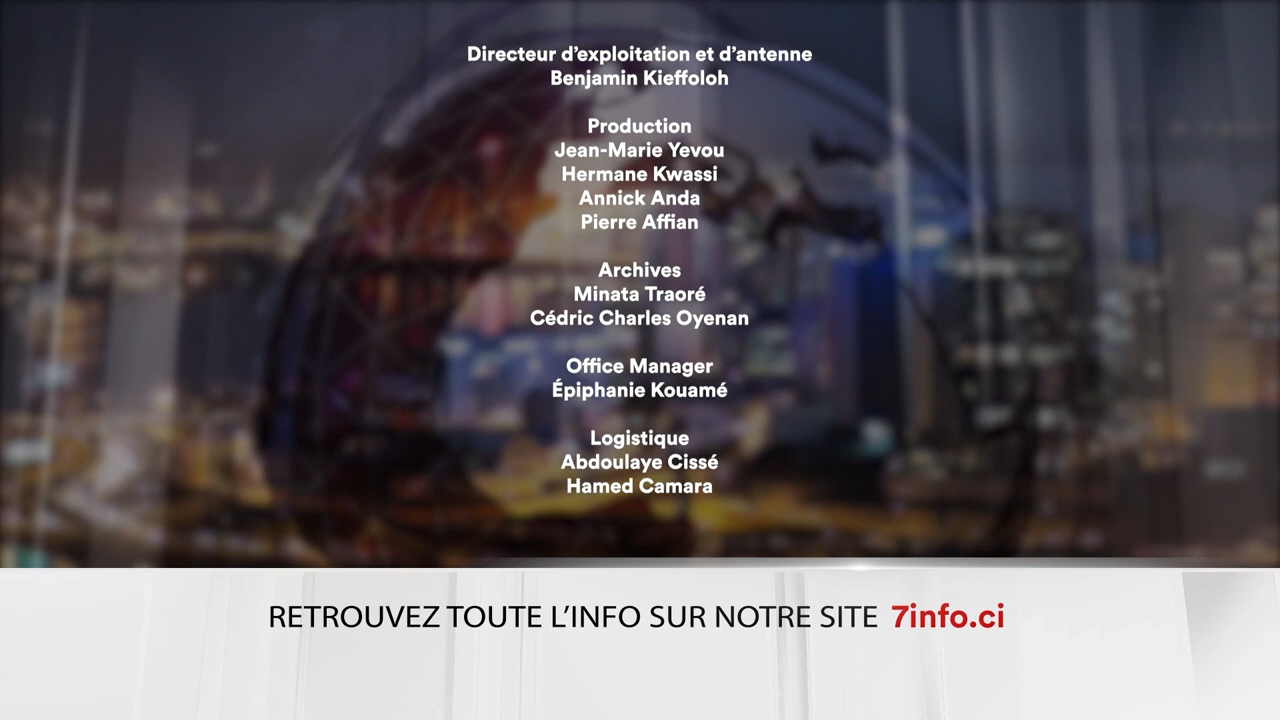 Directeur d’exploitation et d’antenne
Benjamin Kieffoloh
Production
Jean-Marie Yevou
Hermane Kwassi
Annick Anda
Pierre Affian
Archives
Minata Traoré
Cédric Charles Oyenan
Office Manager
Épiphanie Kouamé
Logistique
Abdoulaye Cissé
Hamed Camara
RETROUVEZ TOUTE L’INFO SUR NOTRE SITE 7info.ci